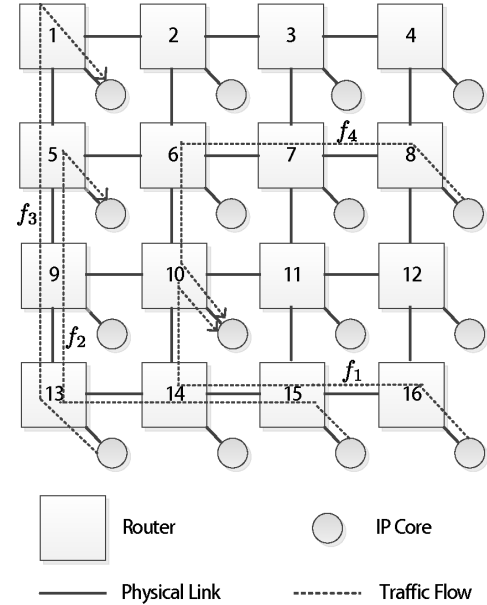 1 2 3 4
f4
5 6 7 8
f3
9 10 11 12
f2
f1
13 14 15 16
Router IP Core
Physical Link Traffic Flow